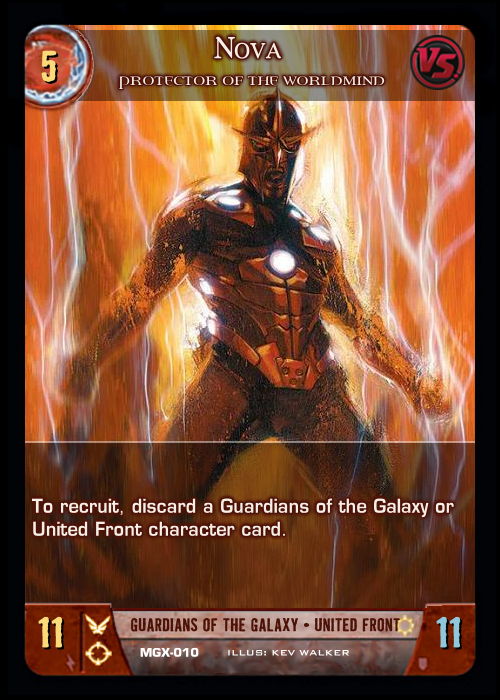 5
Nova
VS.
Protector of the Worldmind
To recruit, discard a Guardians of the Galaxy or
United Front character card.
11
GUARDIANS OF THE GALAXY • UNITED FRONT
11
MGX-010 ILLUS: KEV WALKER